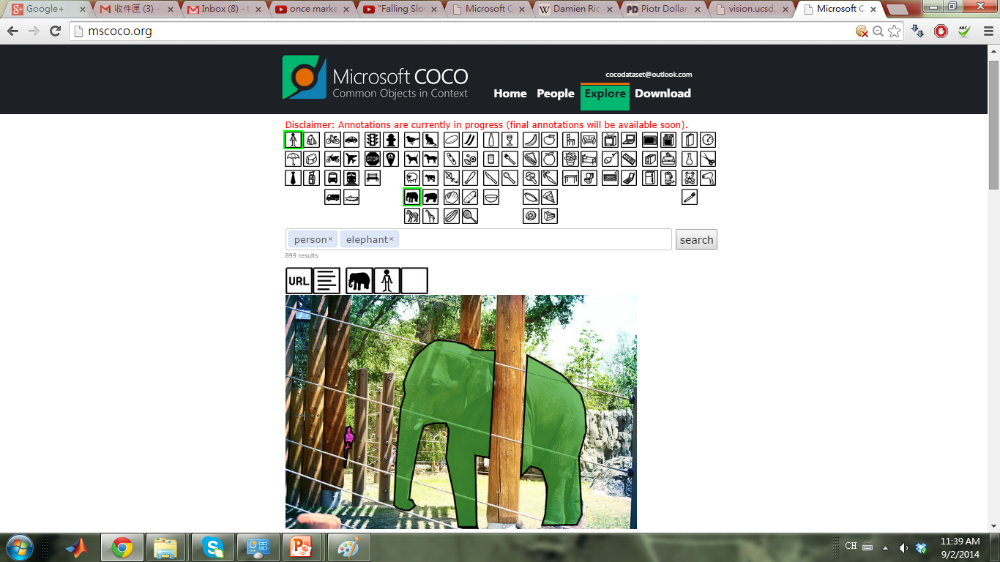 Google+
收件匣 (3) -
Inbox (8) - t
once marke
"Falling Slo
Microsoft C
Damien Ric
Piotr Dollar
vision.ucsd.
Microsoft C
mscoco.org
ABC
Microsoft COCO
Common Objects in Context
cocodataset@outlook.com
Home People Explore Download
Disclaimer: Annotations are currently in progress (final annotations will be available soon).
STOP
person× elephant×
search
899 results
URL
CH
11:39 AM
9/2/2014